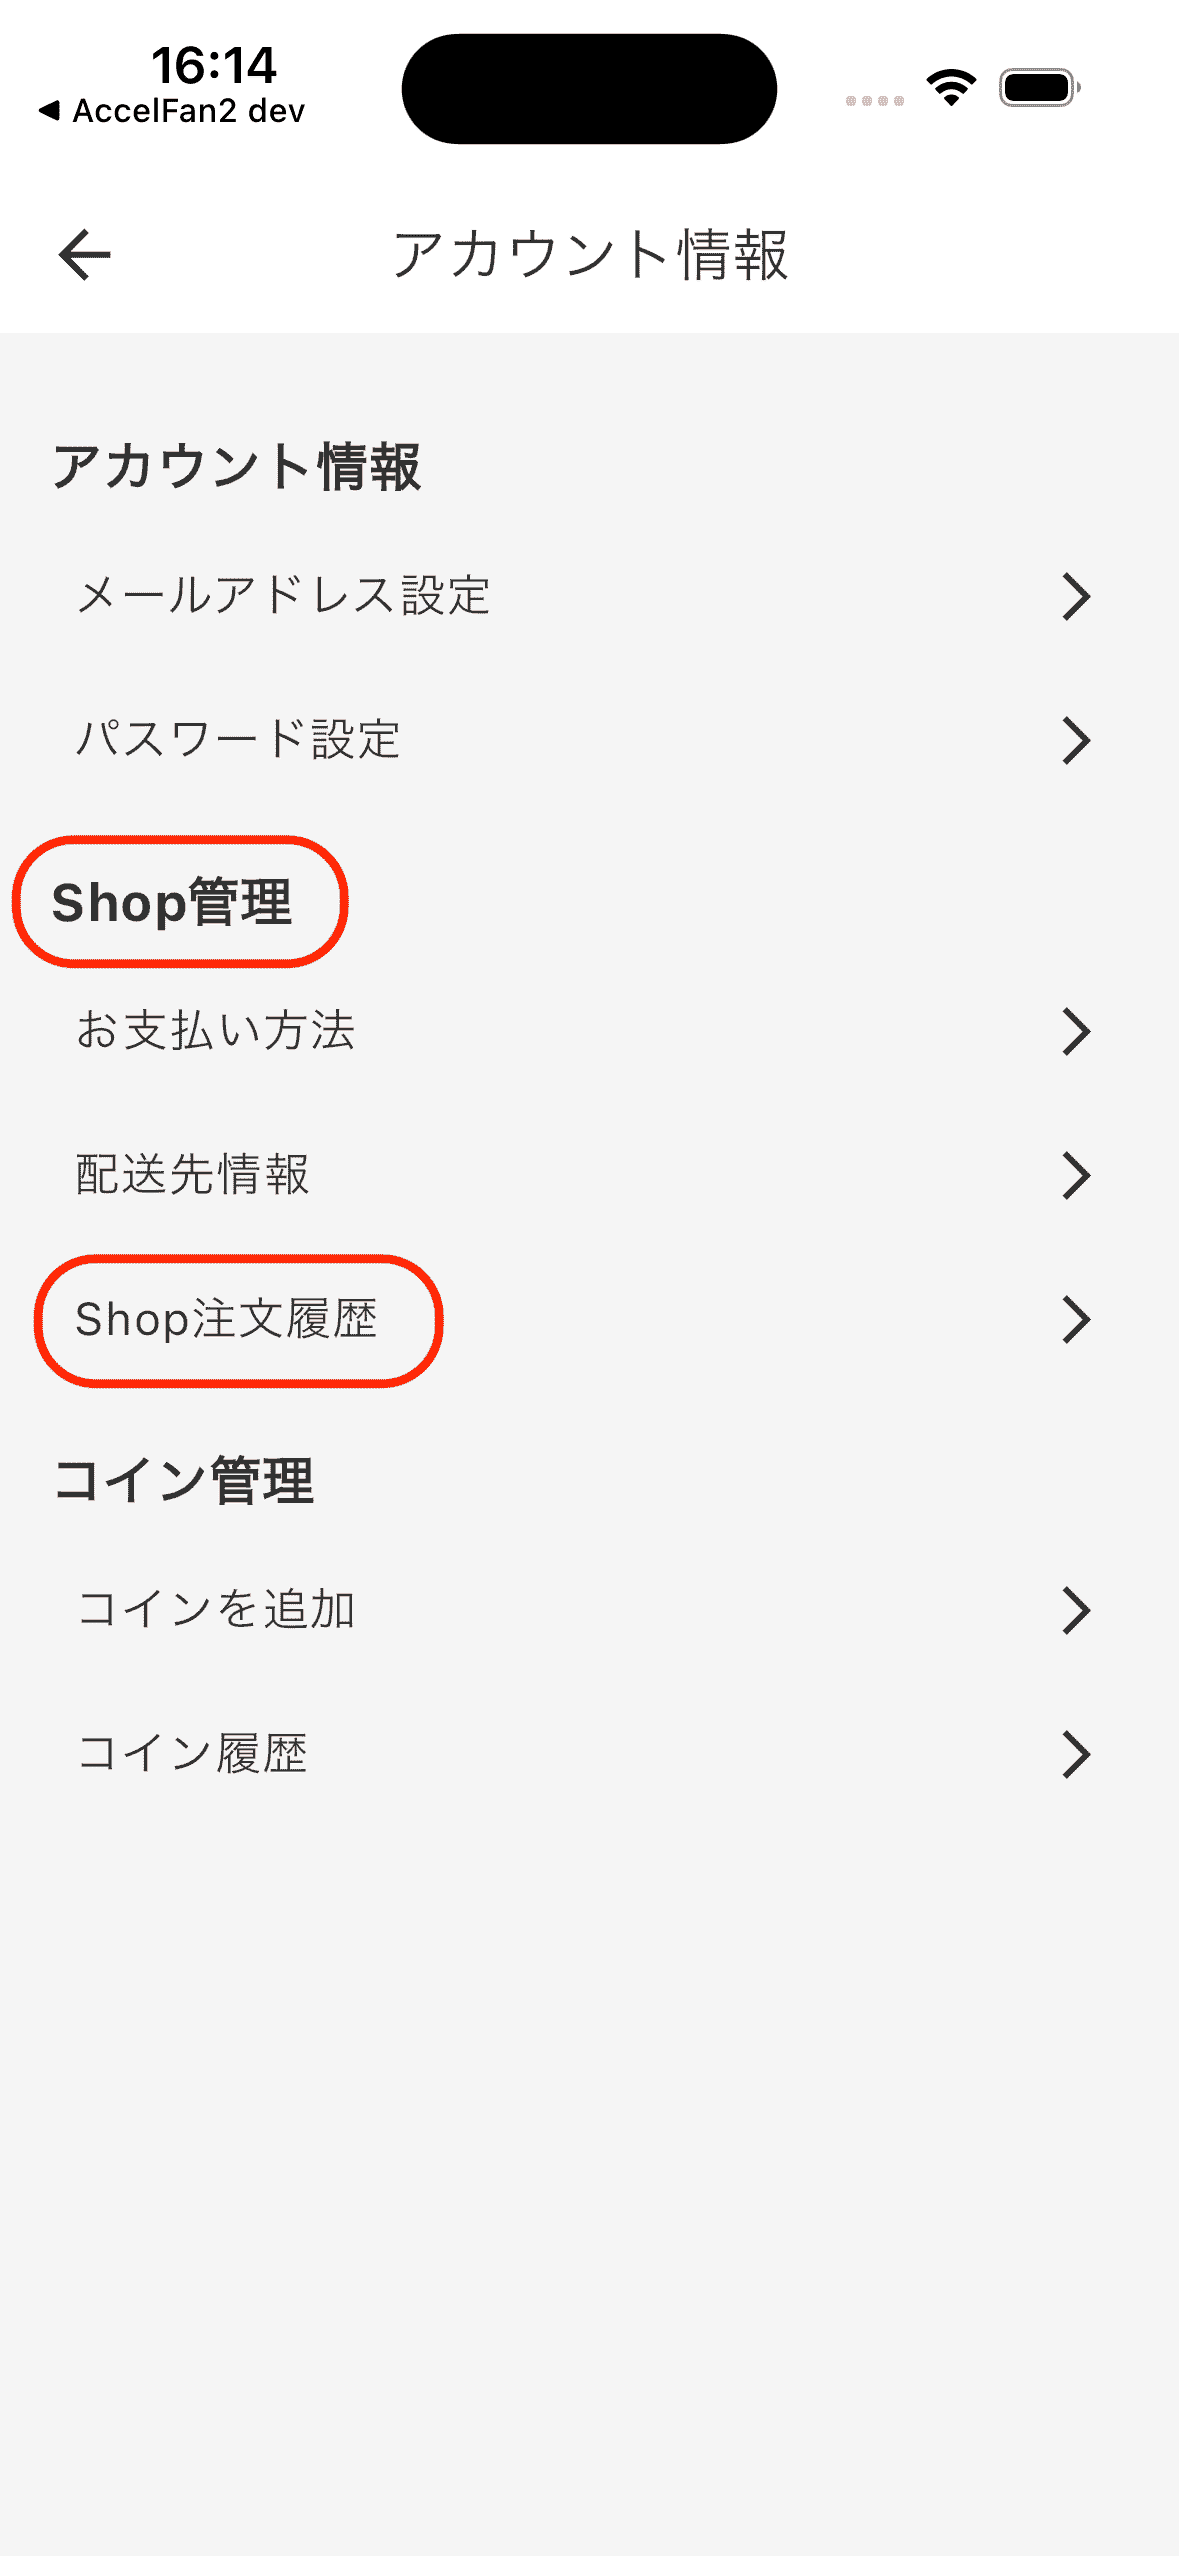 16:14
◀ AccelFan2 dev
アカウント情報
アカウント情報
メールアドレス設定
パスワード設定
Shop管理
お支払い方法
配送先情報
Shop注文履歴
コイン管理
コインを追加
コイン履歴